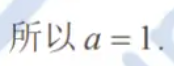 所以 a = 1.